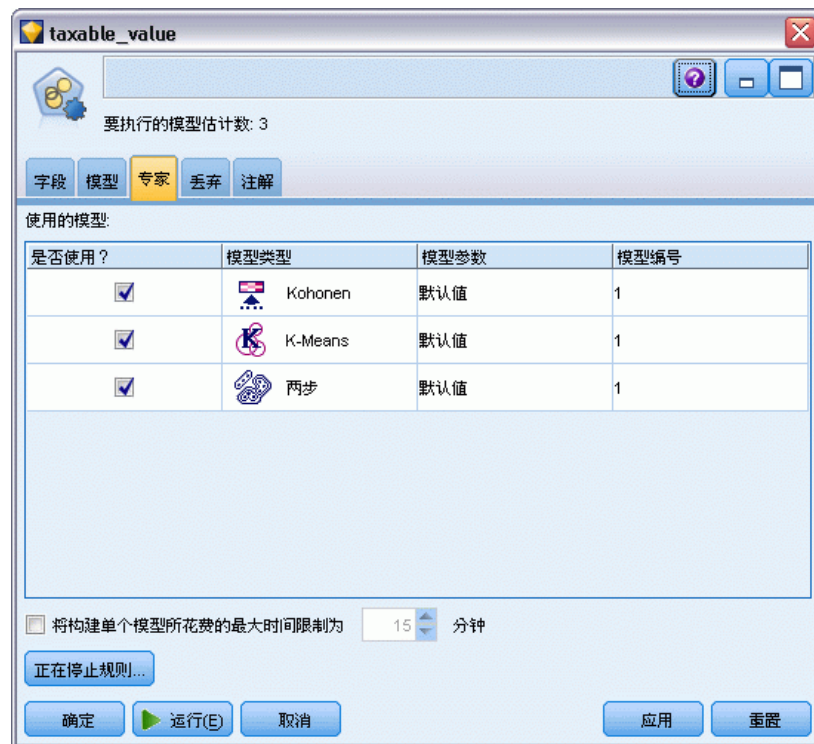 taxable_value
要执行的模型估计数: 3
字段 模型 专家 丢弃 注解
使用的模型:
是否使用？ 模型类型 模型参数 模型编号
Kohonen 默认值 1
K-Means 默认值 1
两步 默认值 1
将构建单个模型所花费的最大时间限制为 15 分钟
正在停止规则...
确定 运行(E) 取消 应用 重置